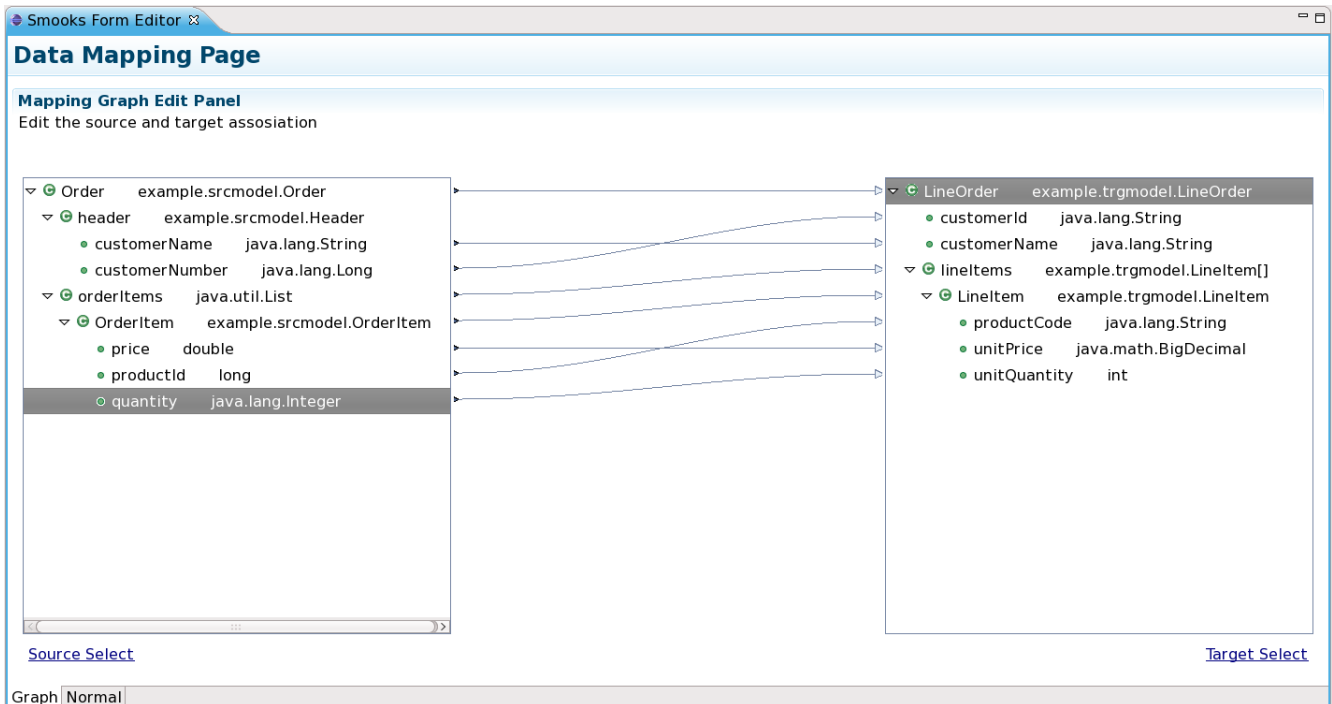 Smooks Form Editor
Data Mapping Page
Mapping Graph Edit Panel
Edit the source and target assosiation
Order example.srcmodel.Order
header example.srcmodel.Header
customerName java.lang.String
customerNumber java.lang.Long
orderItems java.util.List
OrderItem example.srcmodel.OrderItem
price double
productId long
quantity java.lang.Integer
LineOrder example.trgmodel.LineOrder
customerId java.lang.String
customerName java.lang.String
lineItems example.trgmodel.LineItem[]
LineItem example.trgmodel.LineItem
productCode java.lang.String
unitPrice java.math.BigDecimal
unitQuantity int
Source Select
Target Select
Graph Normal